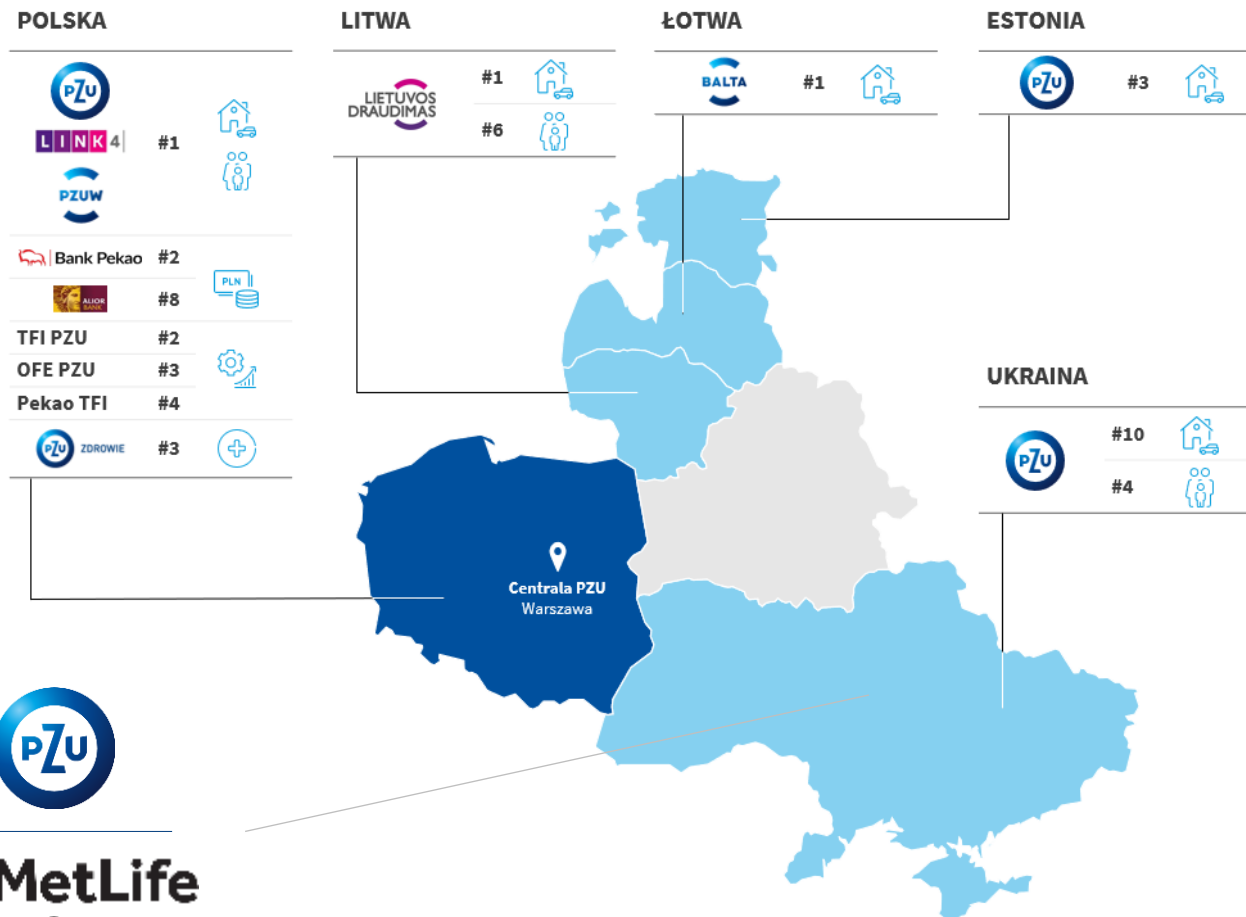 POLSKA
PZU
LINK4
#1
PZUW
Bank Pekao #2
ALIOR BANK
#8
PLN
TFI PZU #2
OFE PZU #3
Pekao TFI #4
PZU ZDROWIE #3
LITWA
LIETUVOS
DRAUDIMAS
#1
#6
ŁOTWA
BALTA #1
ESTONIA
PZU #3
UKRAINA
PZU
#10
#4
Centrala PZU
Warszawa
PZU
MetLife